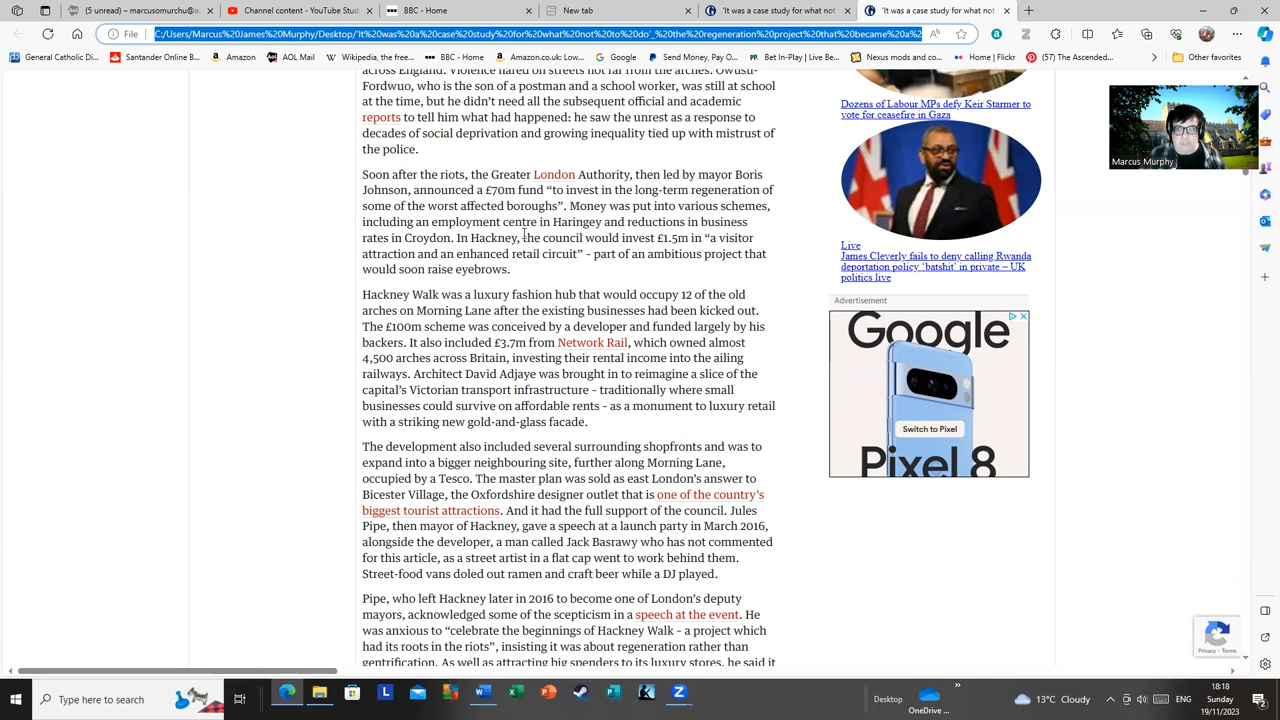 (5 unread) – marcusomurchu@a
Channel content - YouTube Stud
BBC - Home
New tab
'It was a case study for what not
'It was a case study for what not
File
C:/Users/Marcus%20James%20Murphy/Desktop/'It%20was%20a%20case%20study%20for%20what%20not%20to%20do'_%20the%20regeneration%20project%20that%20became%20a%2
General Catholic Di...
Santander Online B...
Amazon
AOL Mail
Wikipedia, the free...
BBC - Home
Amazon.co.uk: Low...
Google
Send Money, Pay O...
Bet In-Play | Live Be...
Nexus mods and co...
Home | Flickr
(57) The Ascended...
Other favorites
across England. Violence flared on streets not far from the arches. Owusu-
Fordwuo, who is the son of a postman and a school worker, was still at school
at the time, but he didn't need all the subsequent official and academic
reports to tell him what had happened: he saw the unrest as a response to
decades of social deprivation and growing inequality tied up with mistrust of
the police.
Soon after the riots, the Greater London Authority, then led by mayor Boris
Johnson, announced a £70m fund “to invest in the long-term regeneration of
some of the worst affected boroughs”. Money was put into various schemes,
including an employment centre in Haringey and reductions in business
rates in Croydon. In Hackney, the council would invest £1.5m in “a visitor
attraction and an enhanced retail circuit” – part of an ambitious project that
would soon raise eyebrows.
Hackney Walk was a luxury fashion hub that would occupy 12 of the old
arches on Morning Lane after the existing businesses had been kicked out.
The £100m scheme was conceived by a developer and funded largely by his
backers. It also included £3.7m from Network Rail, which owned almost
4,500 arches across Britain, investing their rental income into the ailing
railways. Architect David Adjaye was brought in to reimagine a slice of the
capital's Victorian transport infrastructure – traditionally where small
businesses could survive on affordable rents – as a monument to luxury retail
with a striking new gold-and-glass facade.
The development also included several surrounding shopfronts and was to
expand into a bigger neighbouring site, further along Morning Lane,
occupied by a Tesco. The master plan was sold as east London's answer to
Bicester Village, the Oxfordshire designer outlet that is one of the country's
biggest tourist attractions. And it had the full support of the council. Jules
Pipe, then mayor of Hackney, gave a speech at a launch party in March 2016,
alongside the developer, a man called Jack Basrawy who has not commented
for this article, as a street artist in a flat cap went to work behind them.
Street-food vans doled out ramen and craft beer while a DJ played.
Pipe, who left Hackney later in 2016 to become one of London's deputy
mayors, acknowledged some of the scepticism in a speech at the event. He
was anxious to “celebrate the beginnings of Hackney Walk – a project which
had its roots in the riots”, insisting it was about regeneration rather than
gentrification. As well as attracting big spenders to its luxury stores, he said it
Dozens of Labour MPs defy Keir Starmer to
vote for ceasefire in Gaza
Live
James Cleverly fails to deny calling Rwanda
deportation policy 'batshit' in private – UK
politics live
Advertisement
Google
Switch to Pixel
Pixel 8
Marcus Murphy
Privacy - Terms
Type here to search
Desktop
OneDrive ...
13°C Cloudy
ENG
18:18
Sunday
19/11/2023
2